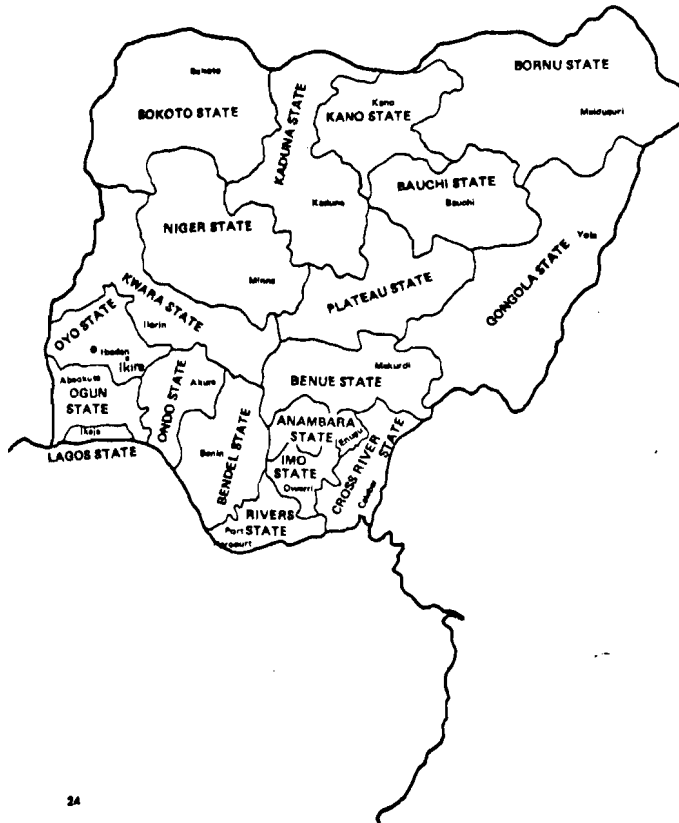 BORNU STATE
Sokoto
SOKOTO STATE
KADUNA STATE
Kano
KANO STATE
Maiduguri
BAUCHI STATE
Bauchi
Kaduna
NIGER STATE
Yola
GONGOLA STATE
Minna
PLATEAU STATE
KWARA STATE
Ilorin
OYO STATE
Ibadan
Ikire
Makurdi
BENUE STATE
Abeokuta
OGUN
STATE
ONDO STATE
Akure
Ikeja
LAGOS STATE
BENDEL STATE
Benin
ANAMBARA
STATE
Enugu
IMO
STATE
Owerri
CROSS RIVER
STATE
Calabar
RIVERS
STATE
Port
Harcourt
24